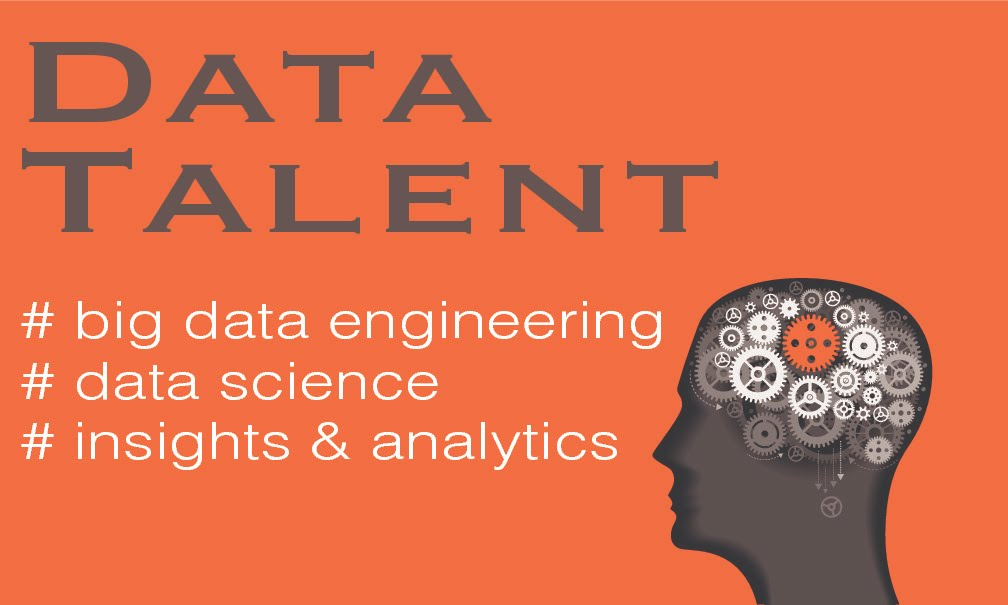 DATA
TALENT
# big data engineering
# data science
# insights & analytics